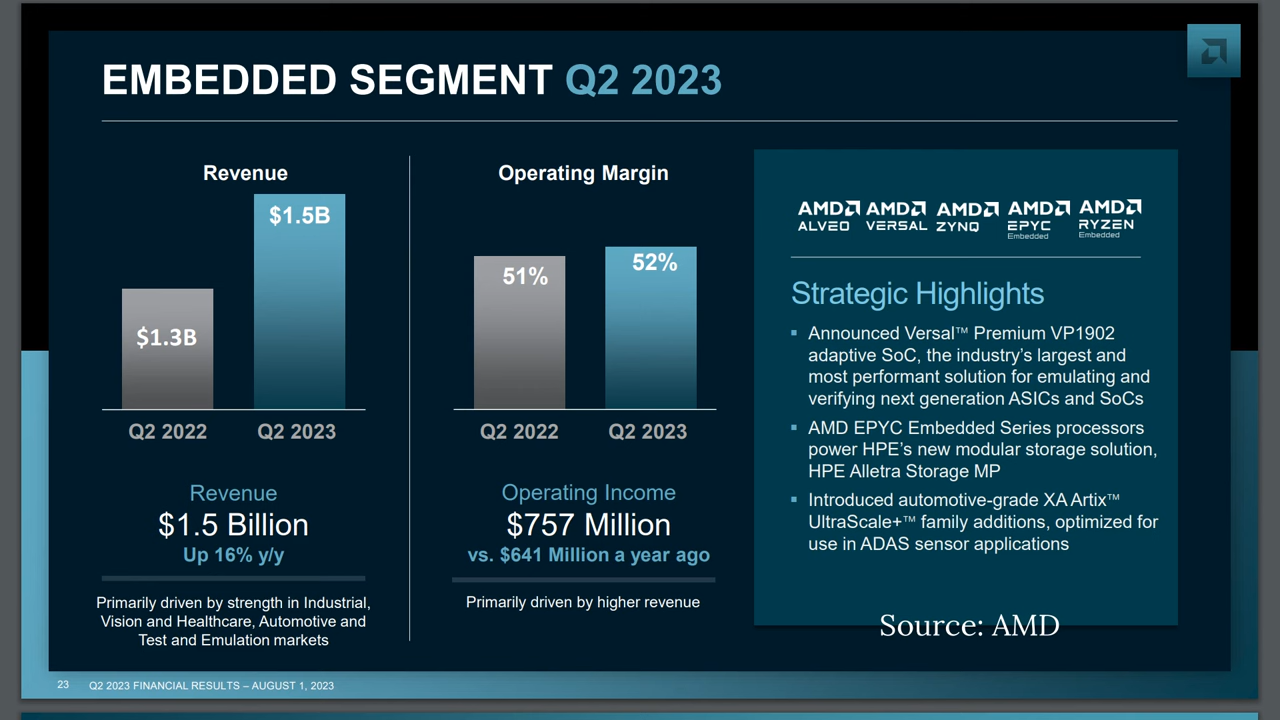 EMBEDDED SEGMENT Q2 2023
Revenue
$1.5B
$1.3B
Q2 2022 Q2 2023
Revenue
$1.5 Billion
Up 16% y/y
Primarily driven by strength in Industrial,
Vision and Healthcare, Automotive and
Test and Emulation markets
Operating Margin
51%
52%
Q2 2022 Q2 2023
Operating Income
$757 Million
vs. $641 Million a year ago
Primarily driven by higher revenue
AMD ALVEO
AMD VERSAL
AMD ZYNQ
AMD EPYC Embedded
AMD RYZEN Embedded
Strategic Highlights
▪ Announced Versal™ Premium VP1902
adaptive SoC, the industry’s largest and
most performant solution for emulating and
verifying next generation ASICs and SoCs
▪ AMD EPYC Embedded Series processors
power HPE’s new modular storage solution,
HPE Alletra Storage MP
▪ Introduced automotive-grade XA Artix™
UltraScale+™ family additions, optimized for
use in ADAS sensor applications
Source: AMD
23 Q2 2023 FINANCIAL RESULTS – AUGUST 1, 2023